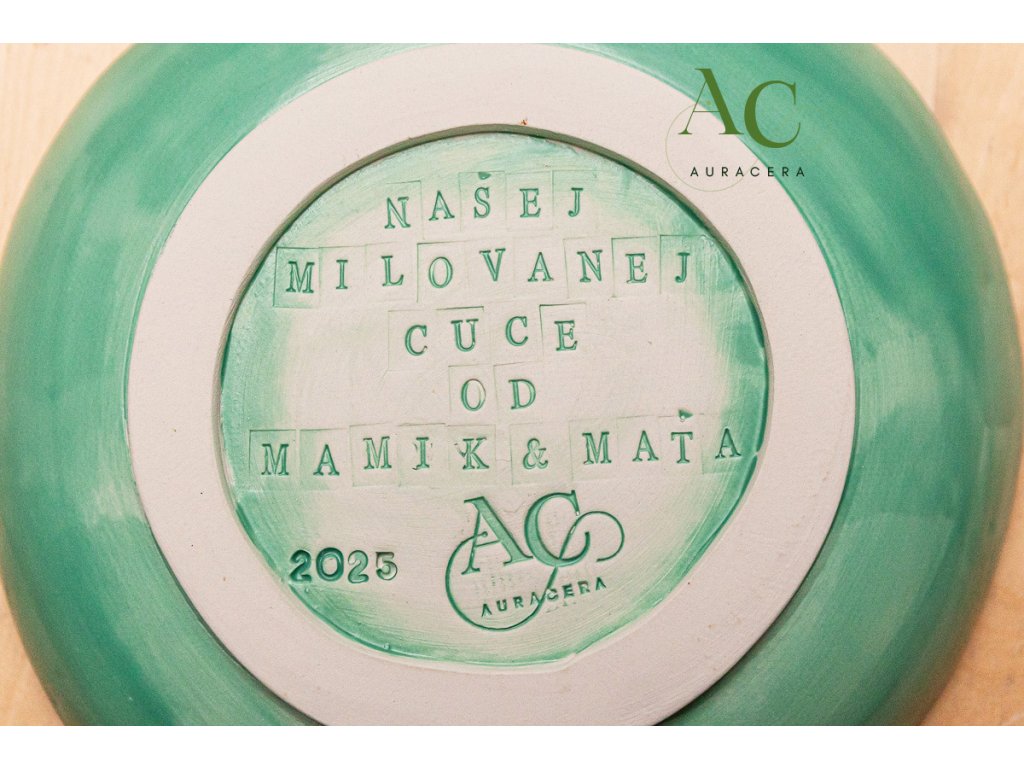 AC
AURACERA
NAŠEJ
MILOVANEJ
CUCE
OD
MAMIK & MAŤA
2025
AC
AURACERA